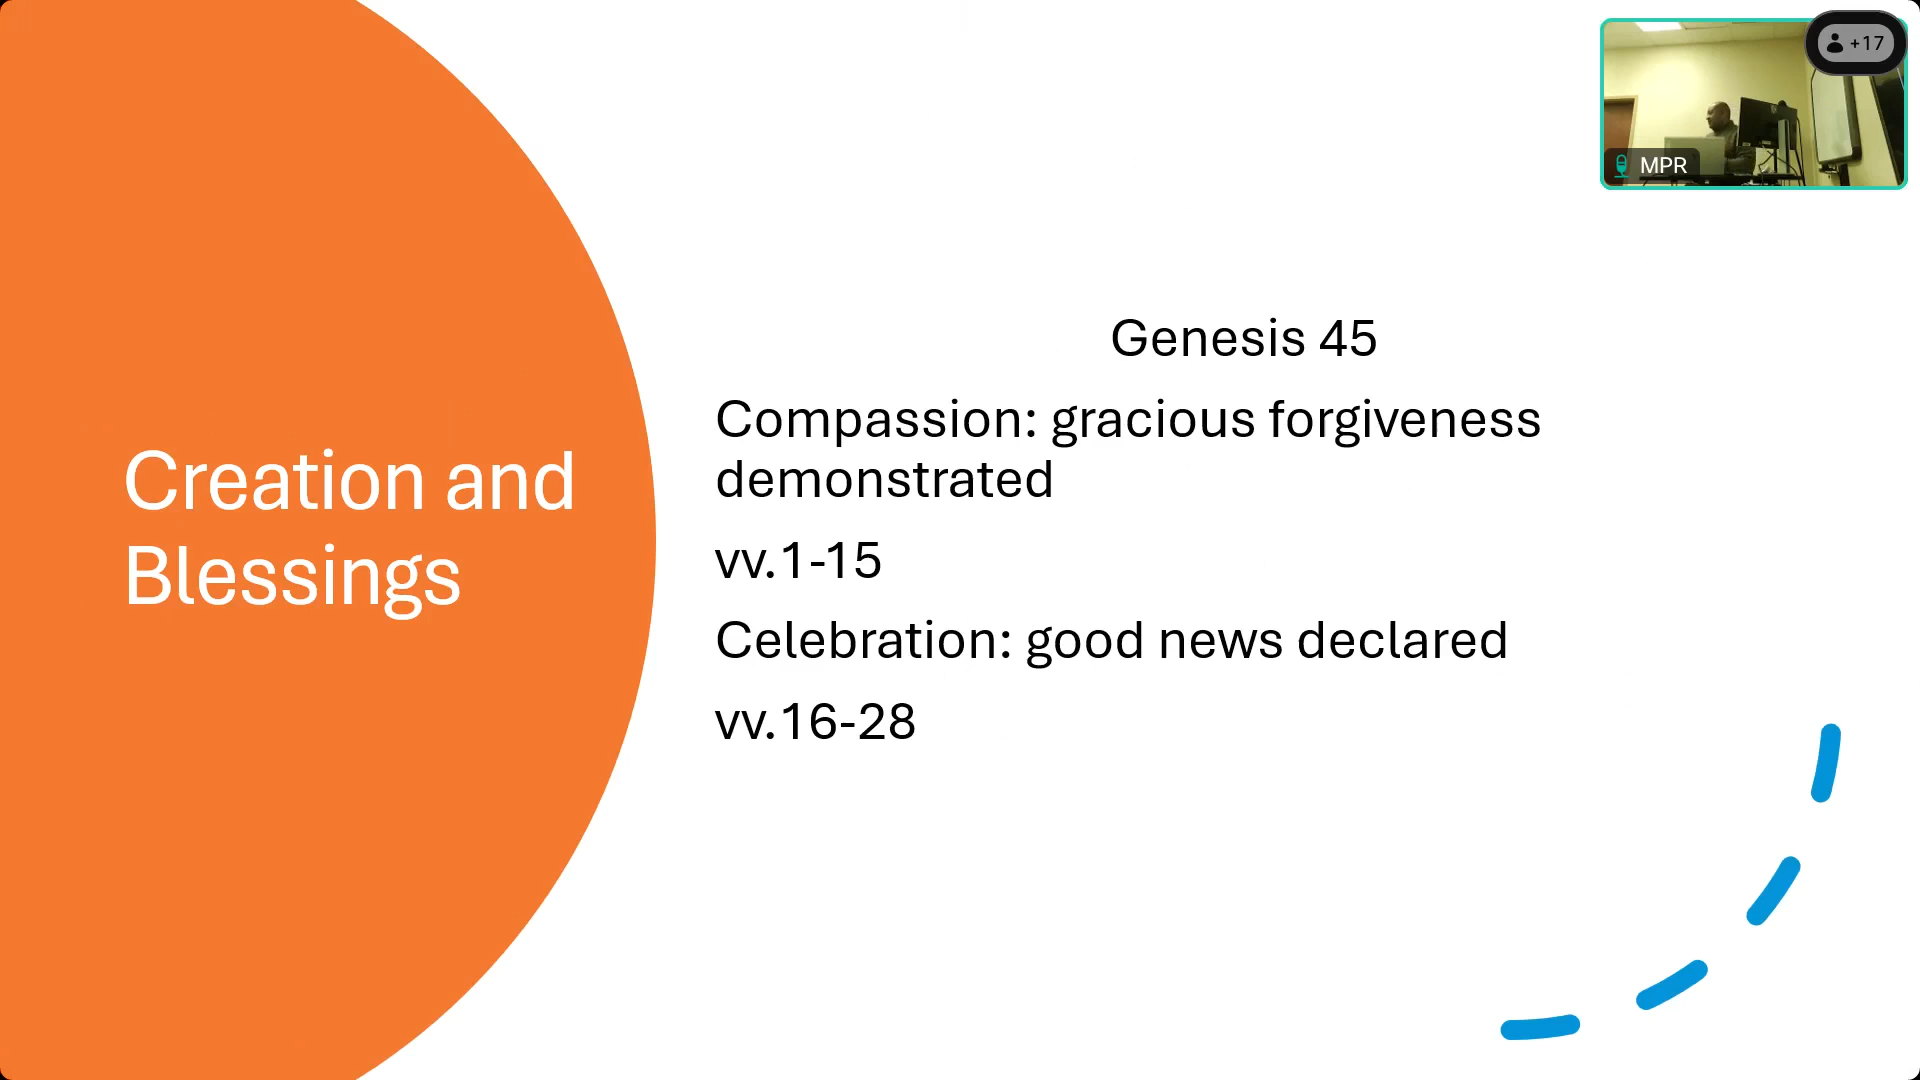 Creation and
Blessings
Genesis 45
Compassion: gracious forgiveness
demonstrated
vv.1-15
Celebration: good news declared
vv.16-28
+17
MPR